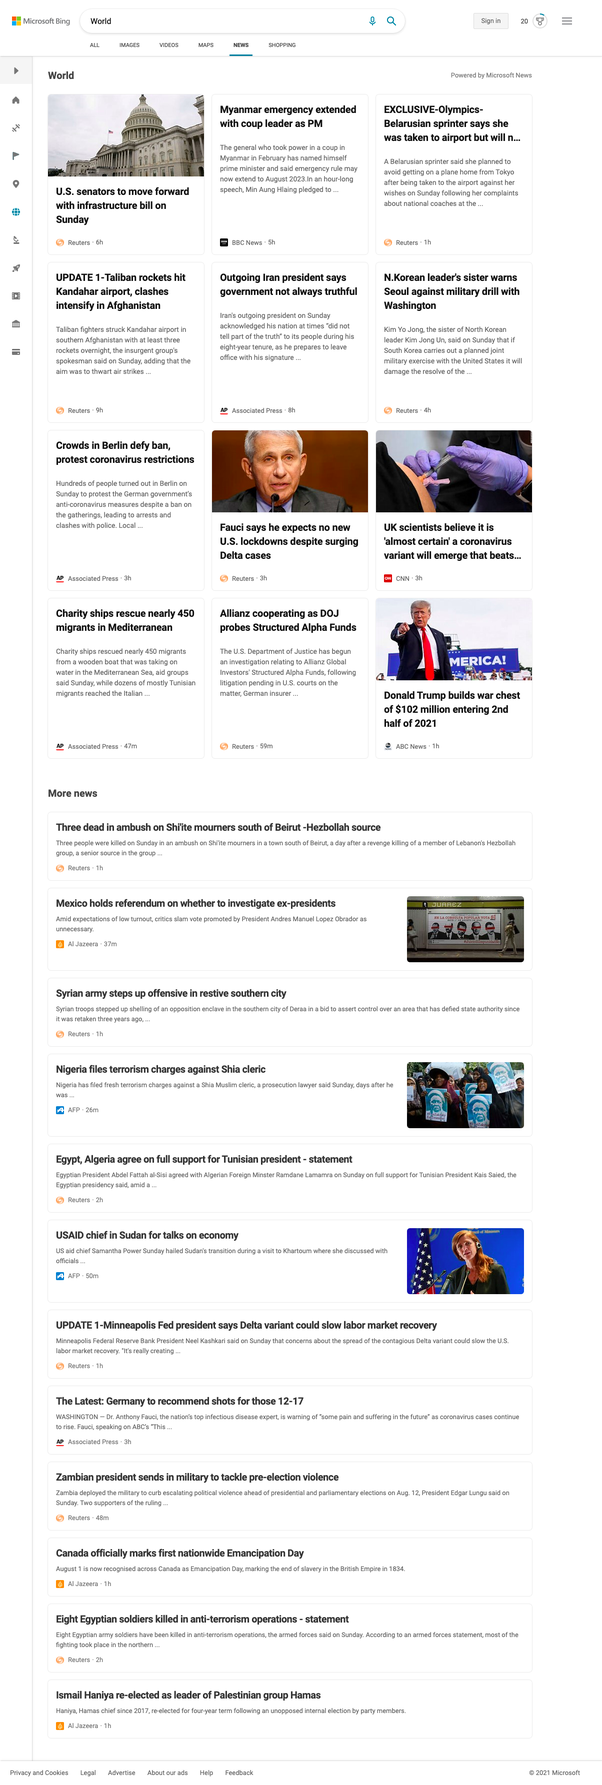 Microsoft Bing
World
Sign in
20
ALL IMAGES VIDEOS MAPS NEWS SHOPPING
World
Powered by Microsoft News
U.S. senators to move forward
with infrastructure bill on
Sunday
Reuters · 6h
Myanmar emergency extended
with coup leader as PM
The general who took power in a coup in
Myanmar in February has named himself
prime minister and said emergency rule may
now extend to August 2023.In an hour-long
speech, Min Aung Hlaing pledged to ...
BBC News · 5h
EXCLUSIVE-Olympics-
Belarusian sprinter says she
was taken to airport but will n...
A Belarusian sprinter said she planned to
avoid getting on a plane home from Tokyo
after being taken to the airport against her
wishes on Sunday following her complaints
about national coaches at the ...
Reuters · 1h
UPDATE 1-Taliban rockets hit
Kandahar airport, clashes
intensify in Afghanistan
Taliban fighters struck Kandahar airport in
southern Afghanistan with at least three
rockets overnight, the insurgent group's
spokesman said on Sunday, adding that the
aim was to thwart air strikes ...
Reuters · 9h
Outgoing Iran president says
government not always truthful
Iran's outgoing president on Sunday
acknowledged his nation at times "did not
tell part of the truth" to its people during his
eight-year tenure, as he prepares to leave
office with his signature ...
AP Associated Press · 8h
N.Korean leader's sister warns
Seoul against military drill with
Washington
Kim Yo Jong, the sister of North Korean
leader Kim Jong Un, said on Sunday that if
South Korea carries out a planned joint
military exercise with the United States it will
damage the resolve of the ...
Reuters · 4h
Crowds in Berlin defy ban,
protest coronavirus restrictions
Hundreds of people turned out in Berlin on
Sunday to protest the German government's
anti-coronavirus measures despite a ban on
the gatherings, leading to arrests and
clashes with police. Local ...
AP Associated Press · 3h
Fauci says he expects no new
U.S. lockdowns despite surging
Delta cases
Reuters · 3h
UK scientists believe it is
'almost certain' a coronavirus
variant will emerge that beats...
CNN · 3h
Charity ships rescue nearly 450
migrants in Mediterranean
Charity ships rescued nearly 450 migrants
from a wooden boat that was taking on
water in the Mediterranean Sea, aid groups
said Sunday, while dozens of mostly Tunisian
migrants reached the Italian ...
AP Associated Press · 47m
Allianz cooperating as DOJ
probes Structured Alpha Funds
The U.S. Department of Justice has begun
an investigation relating to Allianz Global
Investors' Structured Alpha Funds, following
litigation pending in U.S. courts on the
matter, German insurer ...
Reuters · 59m
MERICA!
Donald Trump builds war chest
of $102 million entering 2nd
half of 2021
ABC News · 1h
More news
Three dead in ambush on Shi'ite mourners south of Beirut -Hezbollah source
Three people were killed on Sunday in an ambush on Shi'ite mourners in a town south of Beirut, a day after a revenge killing of a member of Lebanon's Hezbollah
group, a senior source in the group ...
Reuters · 1h
Mexico holds referendum on whether to investigate ex-presidents
Amid expectations of low turnout, critics slam vote promoted by President Andres Manuel Lopez Obrador as
unnecessary.
Al Jazeera · 37m
JUAREZ
Syrian army steps up offensive in restive southern city
Syrian troops stepped up shelling of an opposition enclave in the southern city of Deraa in a bid to assert control over an area that has defied state authority since
it was retaken three years ago, ...
Reuters · 1h
Nigeria files terrorism charges against Shia cleric
Nigeria has filed fresh terrorism charges against a Shia Muslim cleric, a prosecution lawyer said Sunday, days after he
was ...
AFP · 26m
Egypt, Algeria agree on full support for Tunisian president - statement
Egyptian President Abdel Fattah al-Sisi agreed with Algerian Foreign Minster Ramdane Lamamra on Sunday on full support for Tunisian President Kais Saied, the
Egyptian presidency said, amid a ...
Reuters · 2h
USAID chief in Sudan for talks on economy
US aid chief Samantha Power Sunday hailed Sudan's transition during a visit to Khartoum where she discussed with
officials ...
AFP · 50m
UPDATE 1-Minneapolis Fed president says Delta variant could slow labor market recovery
Minneapolis Federal Reserve Bank President Neel Kashkari said on Sunday that concerns about the spread of the contagious Delta variant could slow the U.S.
labor market recovery. "It's really creating ...
Reuters · 1h
The Latest: Germany to recommend shots for those 12-17
WASHINGTON — Dr. Anthony Fauci, the nation's top infectious disease expert, is warning of "some pain and suffering in the future" as coronavirus cases continue
to rise. Fauci, speaking on ABC's "This ...
AP Associated Press · 3h
Zambian president sends in military to tackle pre-election violence
Zambia deployed the military to curb escalating political violence ahead of presidential and parliamentary elections on Aug. 12, President Edgar Lungu said on
Sunday. Two supporters of the ruling ...
Reuters · 48m
Canada officially marks first nationwide Emancipation Day
August 1 is now recognised across Canada as Emancipation Day, marking the end of slavery in the British Empire in 1834.
Al Jazeera · 1h
Eight Egyptian soldiers killed in anti-terrorism operations - statement
Eight Egyptian army soldiers have been killed in anti-terrorism operations, the armed forces said on Sunday. According to an armed forces statement, most of the
fighting took place in the northern ...
Reuters · 2h
Ismail Haniya re-elected as leader of Palestinian group Hamas
Haniya, Hamas chief since 2017, re-elected for four-year term following an unopposed internal election by party members.
Al Jazeera · 1h
Privacy and Cookies Legal Advertise About our ads Help Feedback © 2021 Microsoft